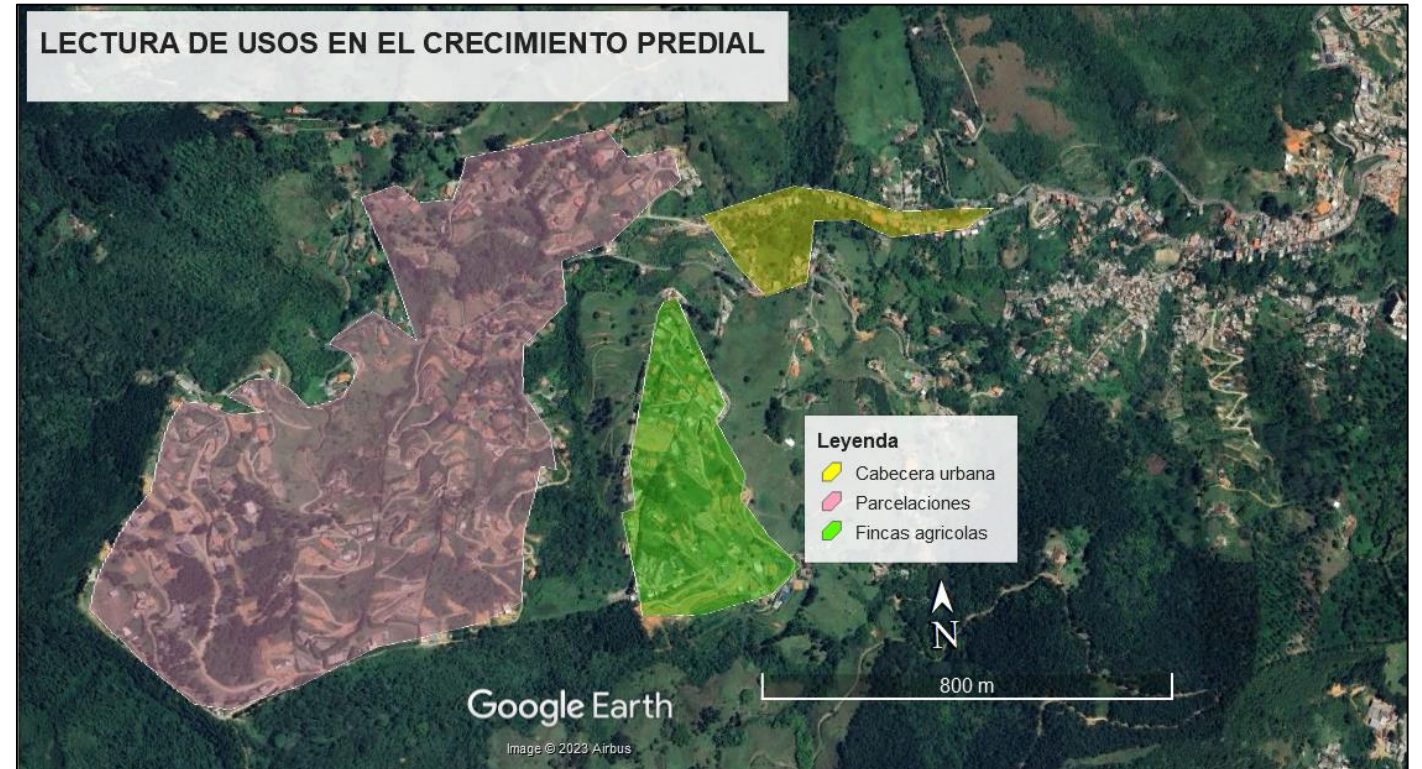 LECTURA DE USOS EN EL CRECIMIENTO PREDIAL
Leyenda
Cabecera urbana
Parcelaciones
Fincas agricolas
N
800 m
Google Earth
Image © 2023 Airbus